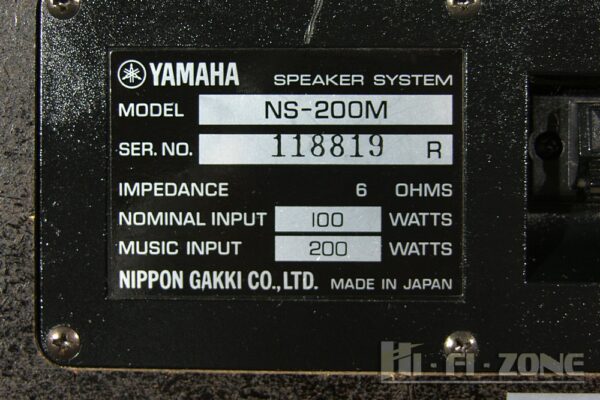 YAMAHA SPEAKER SYSTEM
MODEL NS-200M
SER. NO. 118819 R
IMPEDANCE 6 OHMS
NOMINAL INPUT 100 WATTS
MUSIC INPUT 200 WATTS
NIPPON GAKKI CO., LTD. MADE IN JAPAN
HI-FI-ZONE